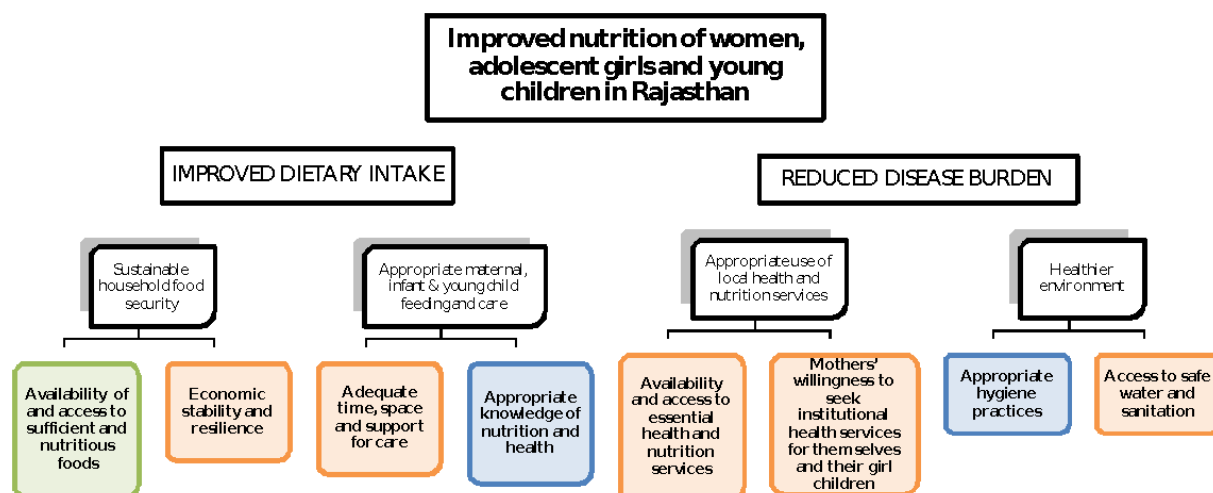 Improved nutrition of women,
adolescent girls and young
children in Rajasthan
IMPROVED DIETARY INTAKE
REDUCED DISEASE BURDEN
Sustainable
household food
security
Appropriate maternal,
infant & young child
feeding and care
Appropriate use of
local health and
nutrition services
Healthier
environment
Availability of
and access to
sufficient and
nutritious
foods
Economic
stability and
resilience
Adequate
time, space
and support
for care
Appropriate
knowledge of
nutrition and
health
Availability
and access to
essential
health and
nutrition
services
Mothers'
willingness to
seek
institutional
health services
for themselves
and their girl
children
Appropriate
hygiene
practices
Access to safe
water and
sanitation